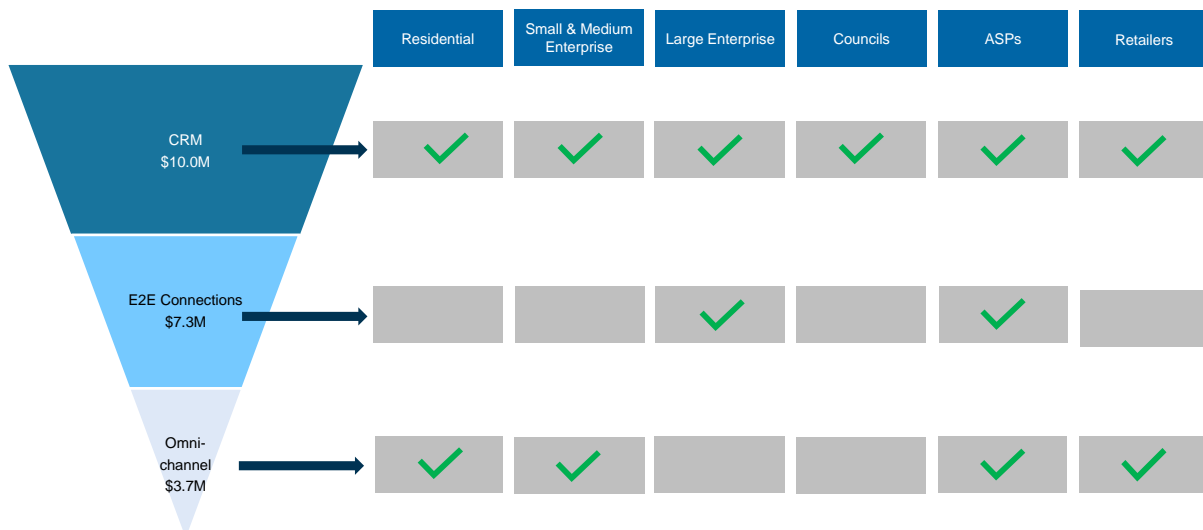 Residential
Small & Medium
Enterprise
Large Enterprise
Councils
ASPs
Retailers
CRM
$10.0M
E2E Connections
$7.3M
Omni-
channel
$3.7M